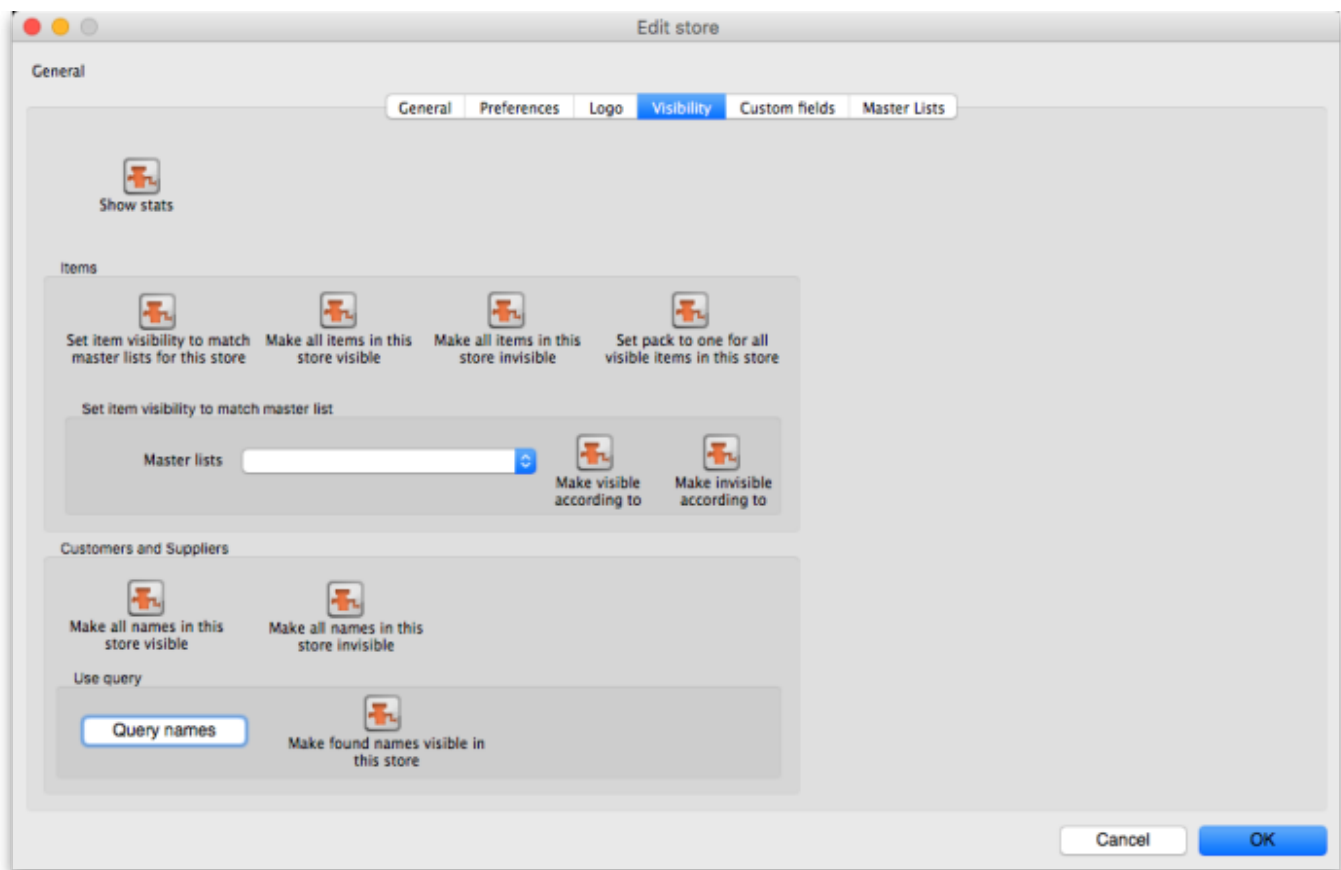 Edit store
General
General Preferences Logo Visibility Custom fields Master Lists
Show stats
Items
Set item visibility to match
master lists for this store
Make all items in this
store visible
Make all items in this
store invisible
Set pack to one for all
visible items in this store
Set item visibility to match master list
Master lists
Make visible
according to
Make invisible
according to
Customers and Suppliers
Make all names in this
store visible
Make all names in this
store invisible
Use query
Query names
Make found names visible in
this store
Cancel OK